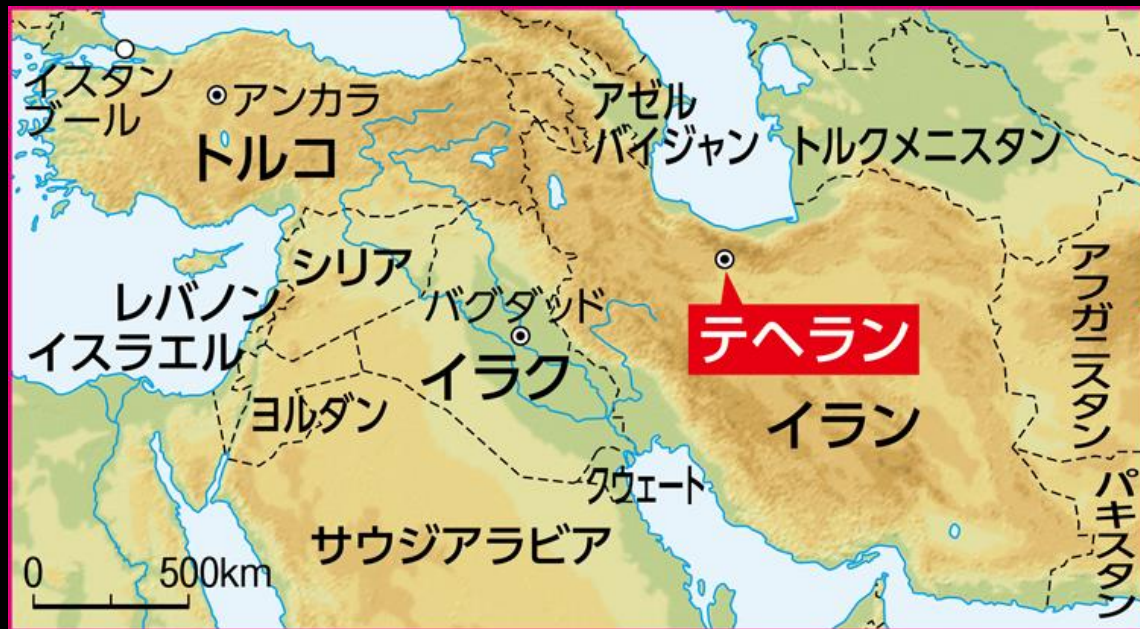 イスタン
ブール
アンカラ
トルコ
アゼル
バイジャン
トルクメニスタン
シリア
レバノン
イスラエル
バグダッド
イラク
テヘラン
イラン
アフガニスタン
ヨルダン
クウェート
サウジアラビア
パキスタン
0 500km